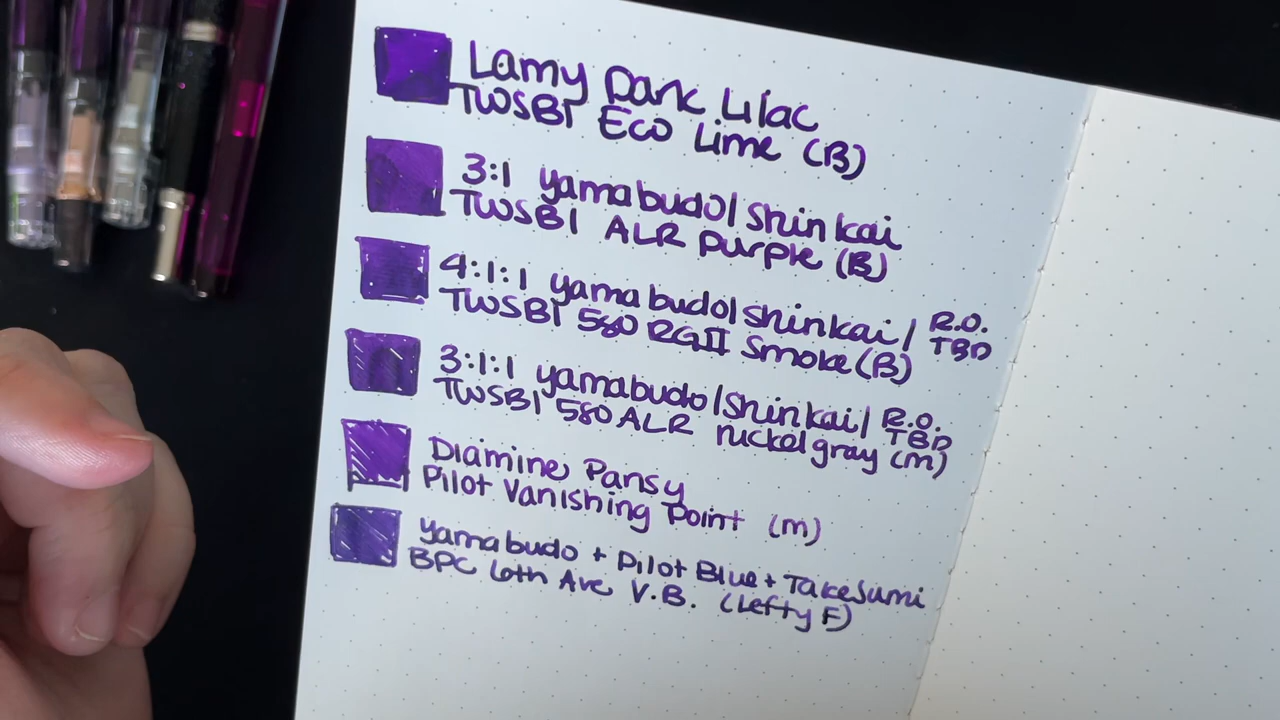 Lamy Dark Lilac
TWSBI Eco Lime (B)
3:1 yamabudo/shinkai
TWSBI ALR purple (B)
4:1:1 yamabudo/shinkai/ R.O. TBD
TWSBI 580 RGII Smoke (B)
3:1:1 yamabudo/shinkai/ R.O. TBD
TWSBI 580 ALR nickel gray (m)
Diamine Pansy
Pilot Vanishing Point (m)
yamabudo + Pilot Blue + Takesumi
BPC 6th Ave V.B. (Lefty F)